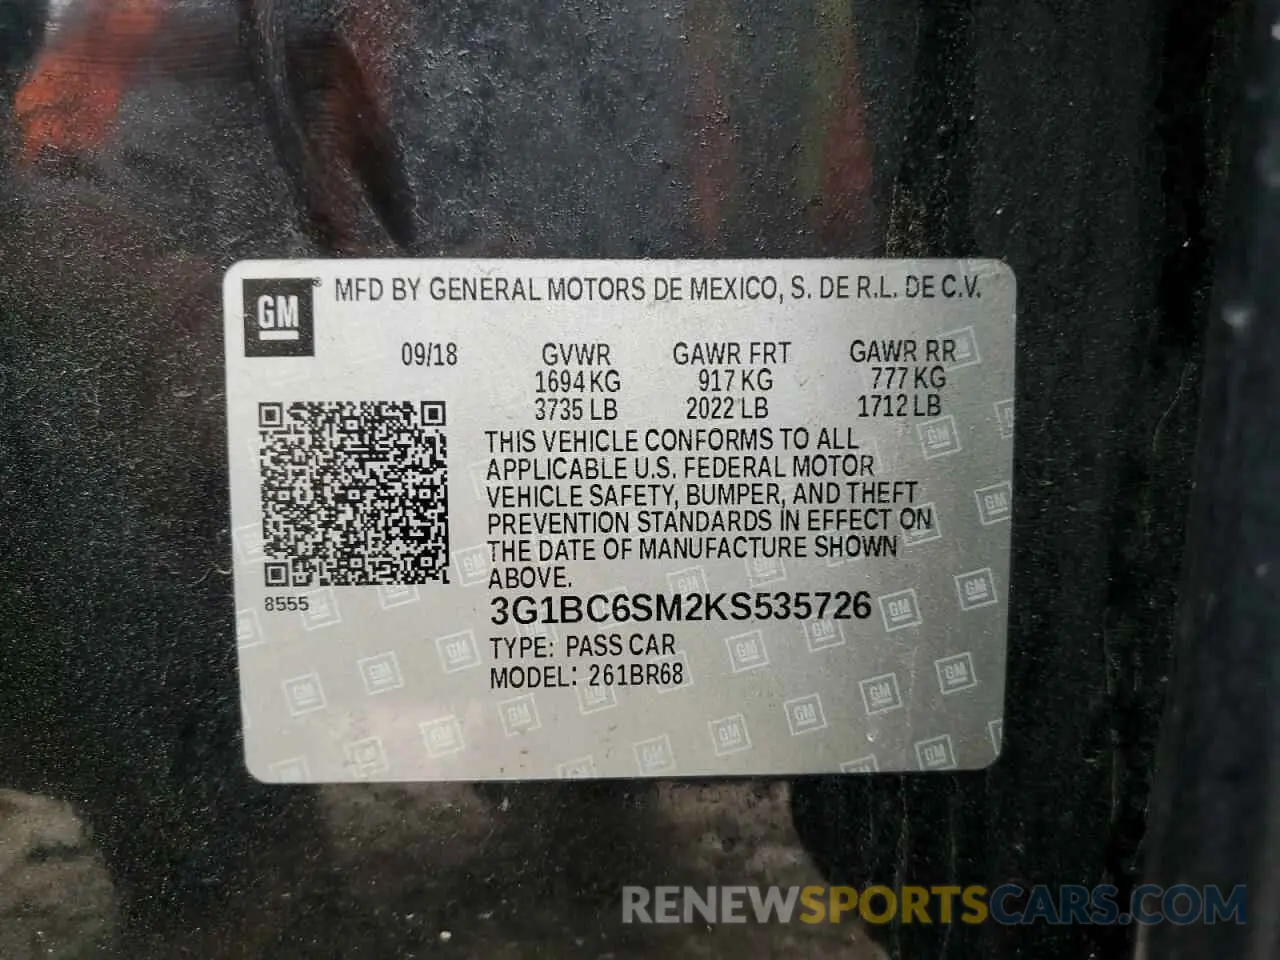 GM® MFD BY GENERAL MOTORS DE MEXICO, S. DE R.L. DE C.V.
09/18 GVWR GAWR FRT GAWR RR
1694 KG 917 KG 777 KG
3735 LB 2022 LB 1712 LB
THIS VEHICLE CONFORMS TO ALL
APPLICABLE U.S. FEDERAL MOTOR
VEHICLE SAFETY, BUMPER, AND THEFT
PREVENTION STANDARDS IN EFFECT ON
THE DATE OF MANUFACTURE SHOWN
ABOVE.
8555
3G1BC6SM2KS535726
TYPE: PASS CAR
MODEL: 261BR68
RENEWSPORTSCARS.COM